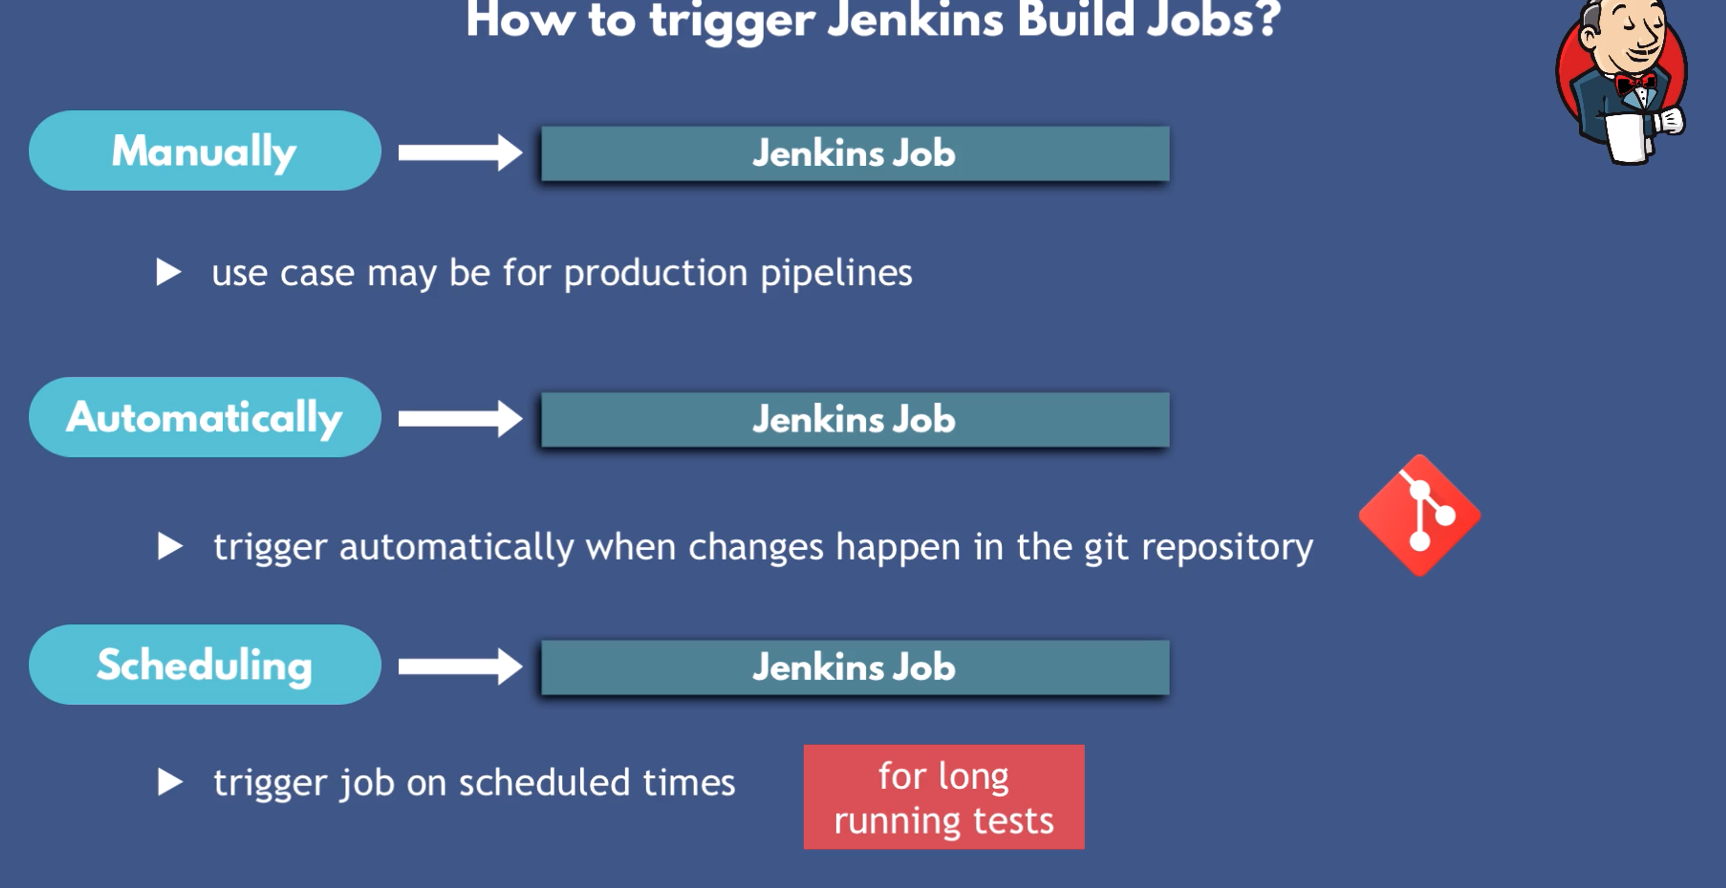 How to trigger Jenkins Build Jobs?
Manually
Jenkins Job
use case may be for production pipelines
Automatically
Jenkins Job
trigger automatically when changes happen in the git repository
Scheduling
Jenkins Job
trigger job on scheduled times
for long
running tests